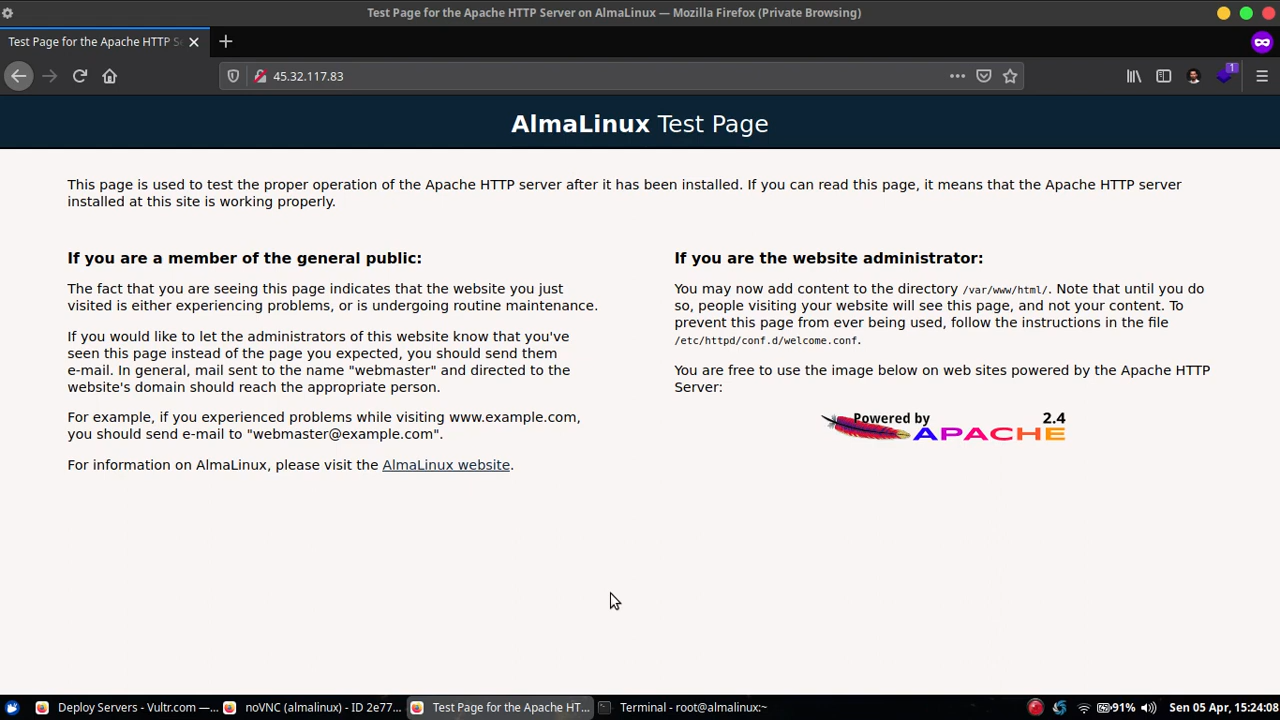 Test Page for the Apache HTTP Server on AlmaLinux — Mozilla Firefox (Private Browsing)
Test Page for the Apache HTTP S
45.32.117.83
1
AlmaLinux Test Page
This page is used to test the proper operation of the Apache HTTP server after it has been installed. If you can read this page, it means that the Apache HTTP server
installed at this site is working properly.
If you are a member of the general public:
The fact that you are seeing this page indicates that the website you just
visited is either experiencing problems, or is undergoing routine maintenance.
If you would like to let the administrators of this website know that you've
seen this page instead of the page you expected, you should send them
e-mail. In general, mail sent to the name "webmaster" and directed to the
website's domain should reach the appropriate person.
For example, if you experienced problems while visiting www.example.com,
you should send e-mail to "webmaster@example.com".
For information on AlmaLinux, please visit the AlmaLinux website.
If you are the website administrator:
You may now add content to the directory /var/www/html/. Note that until you do
so, people visiting your website will see this page, and not your content. To
prevent this page from ever being used, follow the instructions in the file
/etc/httpd/conf.d/welcome.conf.
You are free to use the image below on web sites powered by the Apache HTTP
Server:
Powered by 2.4
APACHE
Deploy Servers - Vultr.com —...
noVNC (almalinux) - ID 2e77...
Test Page for the Apache HT...
Terminal - root@almalinux:~
91%
Sen 05 Apr, 15:24:08